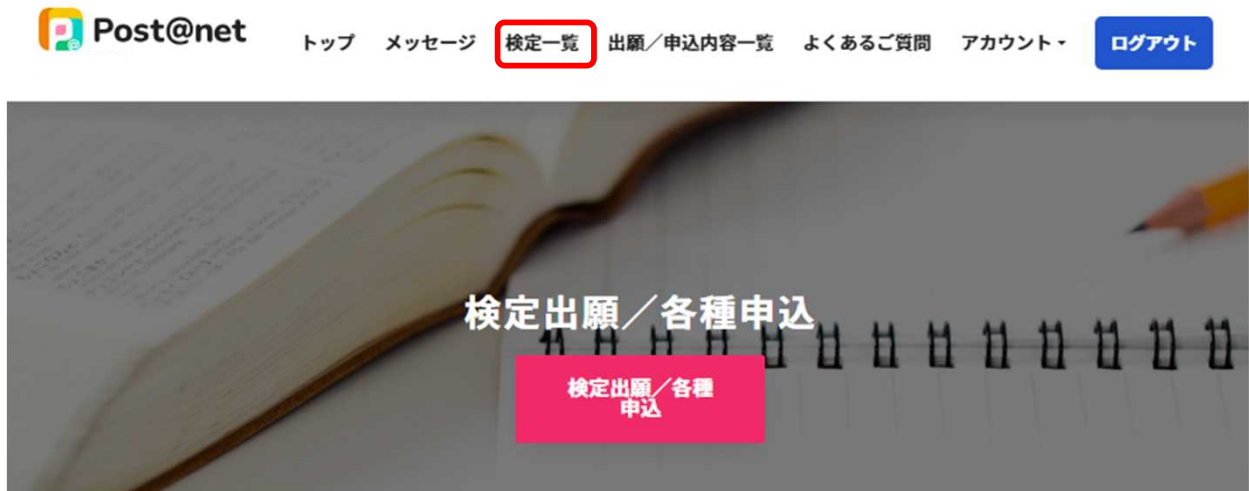 Post@net
トップ メッセージ 検定一覧 出願／申込内容一覧 よくあるご質問 アカウント ログアウト
検定出願／各種申込
検定出願／各種
申込